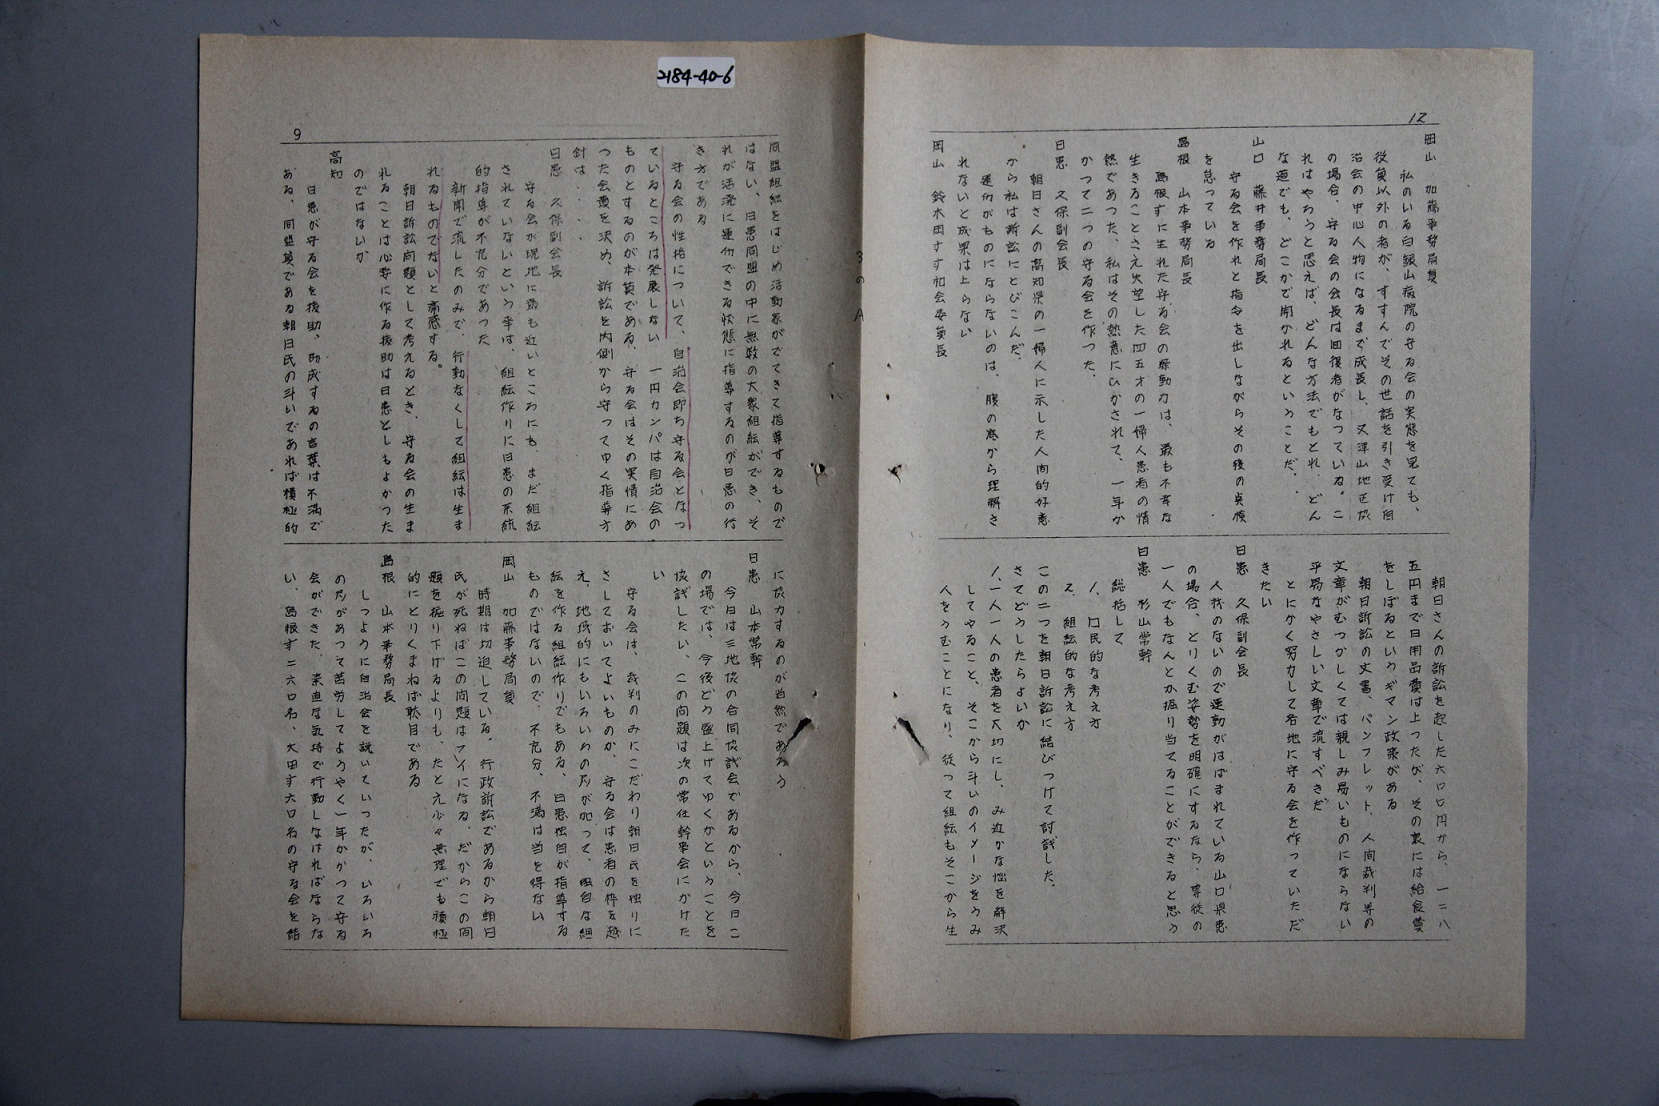 2184-40-6
12
岡山　加藤事務局員
私のいる白銀山病院の守る会の実態を見ても、
役員以外の者が、すすんでその世話を引き受け自
治会の中心人物になるまで成長し、又津山地区成
の場合、守る会の会長は回復者がなつている。こ
れはやろうと思えば、どんな方法でもとれ、どん
な道でも、どこかで開かれるということだ。
山口　藤井事務局長
守る会を作れと指令を出しながらその後の点検
を怠つている
島根　山本事務局長
島根ずに生れた守る会の原動力は、最も不幸な
生きることさえ失望した四五才の一婦人患者の情
熱であつた、私はその熱意にひかされて、一年か
かつて二つの守る会を作つた。
日患　久保副会長
朝日さんの高知県の一婦人に示した人間的好意
から私は訴訟にとびこんだ。
運動がものにならないのは、腹の底から理解さ
れないと成果は上らない
岡山　鈴木田すす和会委員長
朝日さんの訴訟を起した六〇〇円から、一二八
五円まで日用品費は上つたが、その裏には給食費
をしぼるというギマン政策がある
朝日訴訟の文書、パンフレット、人間裁判等の
文章がむつかしくては親しみ易いものにならない
平易なやさしい文章で流すべきだ
とにかく努力して各地に守る会を作つていただ
きたい
日患　久保副会長
人材のないので運動がはばまれている山口県患
の場合、とりくむ姿勢を明確にするなら、専従の
一人でもなんとか掘り当てることができると思う
日患　杉山常幹
総括して
1、国民的な考え方
2、組織的な考え方
この二つを朝日訴訟に結びつけて討議した。
さてどうしたらよいか
1、一人一人の患者を大切にし、み近かな悩を解決
してやること、そこから斗いのイメージをうみ
人をうむことになり、従つて組織もそこから生
3のA
9
同盟組織をはじめ活動家がでてきて指導するもので
はない、日患同盟の中に無数の大衆組織ができ、そ
れが活溌に運動できる状態に指導するのが日患の行
き方である
守る会の性格について、自治会即ち守る会となつ
ているところは発展しない　一円カンパは自治会の
ものとするのが本質である、守る会はその実情にあ
つた会費を決め、訴訟を内側から守つてゆく指導方
針は・・・
日患　久保副会長
守る会が現地に最も近いところにも、まだ組織
されていないという事は、組織作りに日患の系統
的指導が不充分であつた
新聞で流したのみで、行動なくして組織は生ま
れるものでないと痛感する。
朝日訴訟問題として考えるとき、守る会の生ま
れることは心要に作る援助は日患としもよかつた
のではないか
高知
日患が守る会を援助、助成するの言葉は不満で
ある、同盟員である朝日氏の斗いであれば積極的
に協力するのが当然であろう
日患　山本常幹
今日は三地協の合同協議会であるから、今日こ
の場では、今後どう盛上げてゆくかということを
協議したい、この問題は次の常任幹事会にかけた
い
守る会は、裁判のみにこだわり朝日氏を独りに
さしておいてよいものか、守る会は患者の枠を越
え、地域的にもいろいろの力が加つて、独自な組
織を作る組織作りでもある、日患独自が指導する
ものではないので、不充分、不満は当を得ない
岡山　加藤事務局員
時期は切迫している。行政訴訟であるから朝日
氏が死ねばこの問題はフイになる、だからこの問
題を掘り下げるよりも、たとえ少々無理でも積極
的にとりくまねば駄目である
島根　山本事務局長
しつように自治会を説いていつたが、いろいろ
の力があつて苦労してようやく一年かかつて守る
会ができた、素直な気持で行動しなければならな
い、島根ず二六〇名、大田ず六〇名の守る会を結